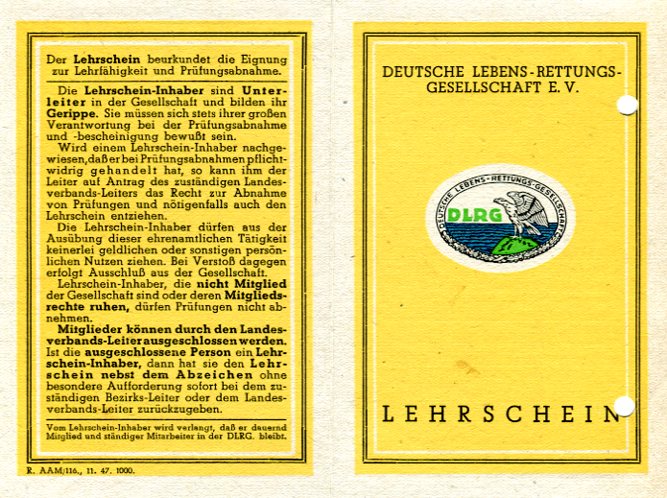 Der Lehrschein beurkundet die Eignung
zur Lehrfähigkeit und Prüfungsabnahme.
Die Lehrschein-Inhaber sind Unter-
leiter in der Gesellschaft und bilden ihr
Gerippe. Sie müssen sich stets ihrer großen
Verantwortung bei der Prüfungsabnahme
und -bescheinigung bewußt sein.
Wird einem Lehrschein-Inhaber nachge-
wiesen, daß er bei Prüfungsabnahmen pflicht-
widrig gehandelt hat, so kann ihm der
Leiter auf Antrag des zuständigen Landes-
verbands-Leiters das Recht zur Abnahme
von Prüfungen und nötigenfalls auch den
Lehrschein entziehen.
Die Lehrschein-Inhaber dürfen aus der
Ausübung dieser ehrenamtlichen Tätigkeit
keinerlei geldlichen oder sonstigen persön-
lichen Nutzen ziehen. Bei Verstoß dagegen
erfolgt Ausschluß aus der Gesellschaft.
Lehrschein-Inhaber, die nicht Mitglied
der Gesellschaft sind oder deren Mitglieds-
rechte ruhen, dürfen Prüfungen nicht ab-
nehmen.
Mitglieder können durch den Landes-
verbands-Leiter ausgeschlossen werden.
Ist die ausgeschlossene Person ein Lehr-
schein-Inhaber, dann hat sie den Lehr-
schein nebst dem Abzeichen ohne
besondere Aufforderung sofort bei dem zu-
ständigen Bezirks-Leiter oder dem Landes-
verbands-Leiter zurückzugeben.
Vom Lehrschein-Inhaber wird verlangt, daß er dauernd
Mitglied und ständiger Mitarbeiter in der DLRG. bleibt.
R. AAM/116., 11. 47. 1000.
DEUTSCHE LEBENS-RETTUNGS-
GESELLSCHAFT E. V.
DEUTSCHE LEBENS-RETTUNGS-GESELLSCHAFT
DLRG
LEHRSCHEIN